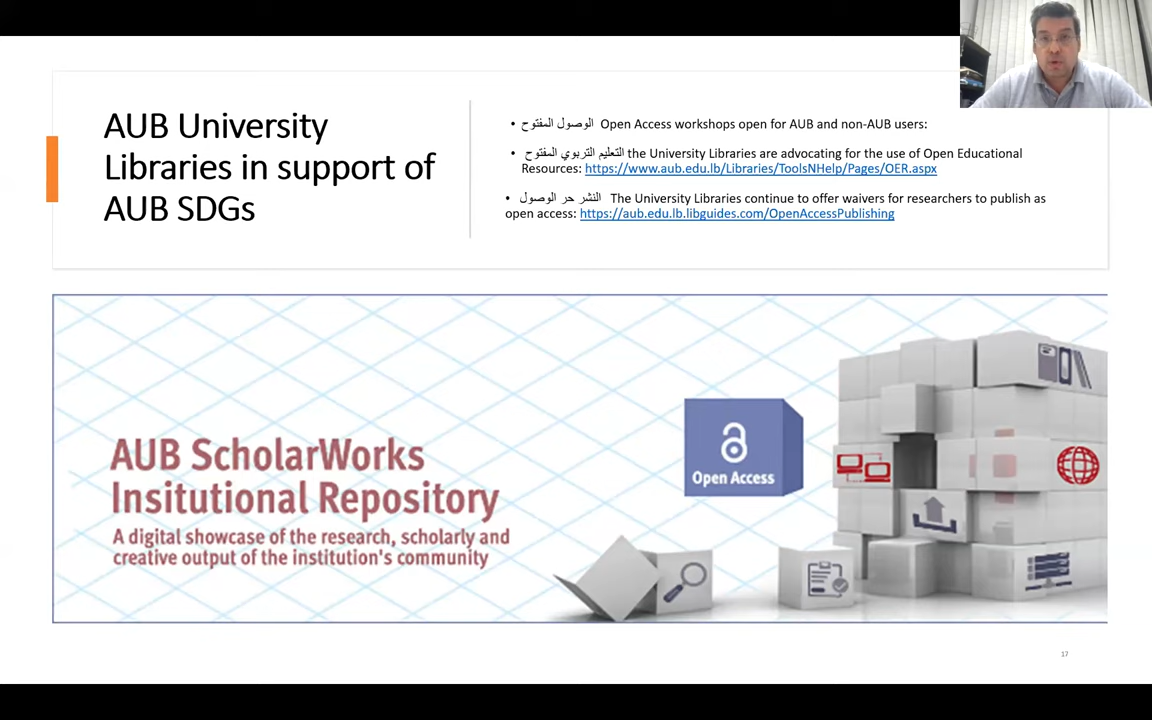 AUB University
Libraries in support of
AUB SDGs
• الوصول المفتوح Open Access workshops open for AUB and non-AUB users:
• التعليم التربوي المفتوح the University Libraries are advocating for the use of Open Educational
Resources: https://www.aub.edu.lb/Libraries/ToolsNHelp/Pages/OER.aspx
• النشر حر الوصول The University Libraries continue to offer waivers for researchers to publish as
open access: https://aub.edu.lb.libguides.com/OpenAccessPublishing
AUB ScholarWorks
Insitutional Repository
A digital showcase of the research, scholarly and
creative output of the institution's community
Open Access
17